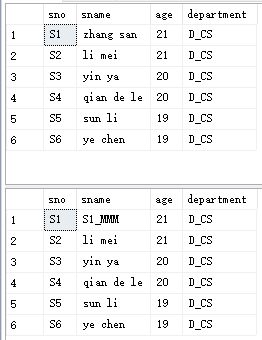 sno sname age department
1 S1 zhang san 21 D_CS
2 S2 li mei 21 D_CS
3 S3 yin ya 20 D_CS
4 S4 qian de le 20 D_CS
5 S5 sun li 19 D_CS
6 S6 ye chen 19 D_CS
sno sname age department
1 S1 S1_MMM 21 D_CS
2 S2 li mei 21 D_CS
3 S3 yin ya 20 D_CS
4 S4 qian de le 20 D_CS
5 S5 sun li 19 D_CS
6 S6 ye chen 19 D_CS